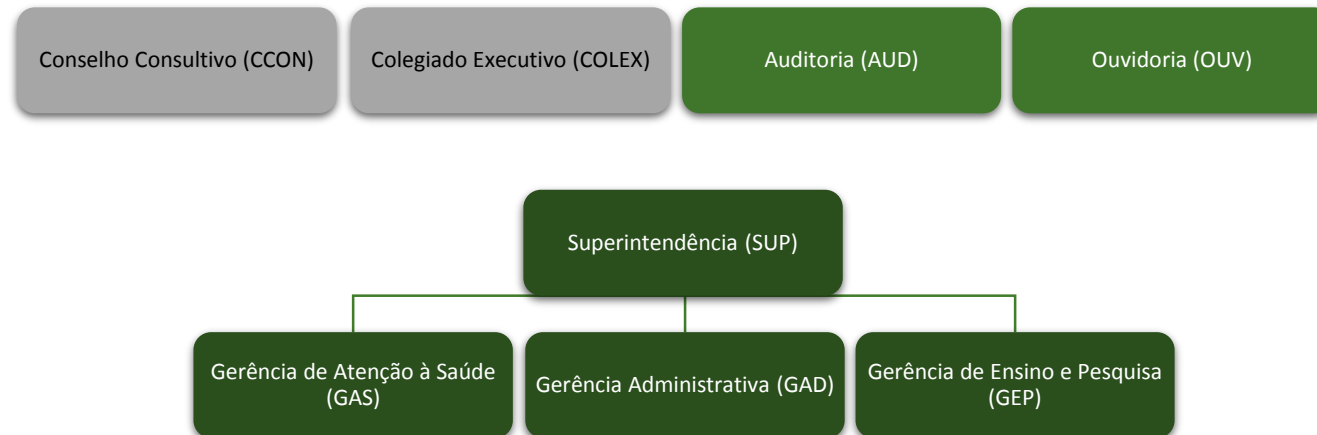 Conselho Consultivo (CCON)
Colegiado Executivo (COLEX)
Auditoria (AUD)
Ouvidoria (OUV)
Superintendência (SUP)
Gerência de Atenção à Saúde
(GAS)
Gerência Administrativa (GAD)
Gerência de Ensino e Pesquisa
(GEP)